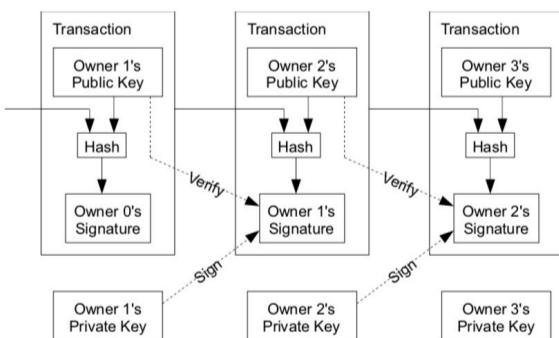 Transaction
Transaction
Transaction
Owner 1's
Public Key
Owner 2's
Public Key
Owner 3's
Public Key
Hash
Hash
Hash
Verify
Verify
Owner 0's
Signature
Owner 1's
Signature
Owner 2's
Signature
Sign
Sign
Owner 1's
Private Key
Owner 2's
Private Key
Owner 3's
Private Key